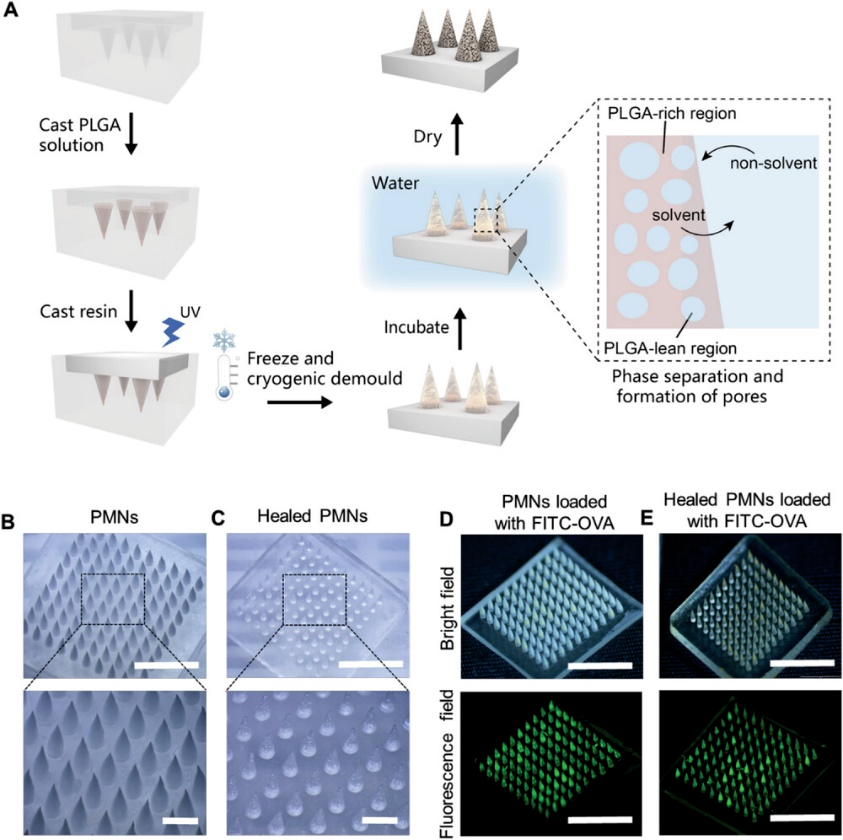 A
Cast PLGA
solution
Cast resin
UV
Freeze and
cryogenic demould
Dry
Water
Incubate
PLGA-rich region
non-solvent
solvent
PLGA-lean region
Phase separation and
formation of pores
B
PMNs
C
Healed PMNs
D
PMNs loaded
with FITC-OVA
E
Healed PMNs loaded
with FITC-OVA
Bright field
Fluorescence field